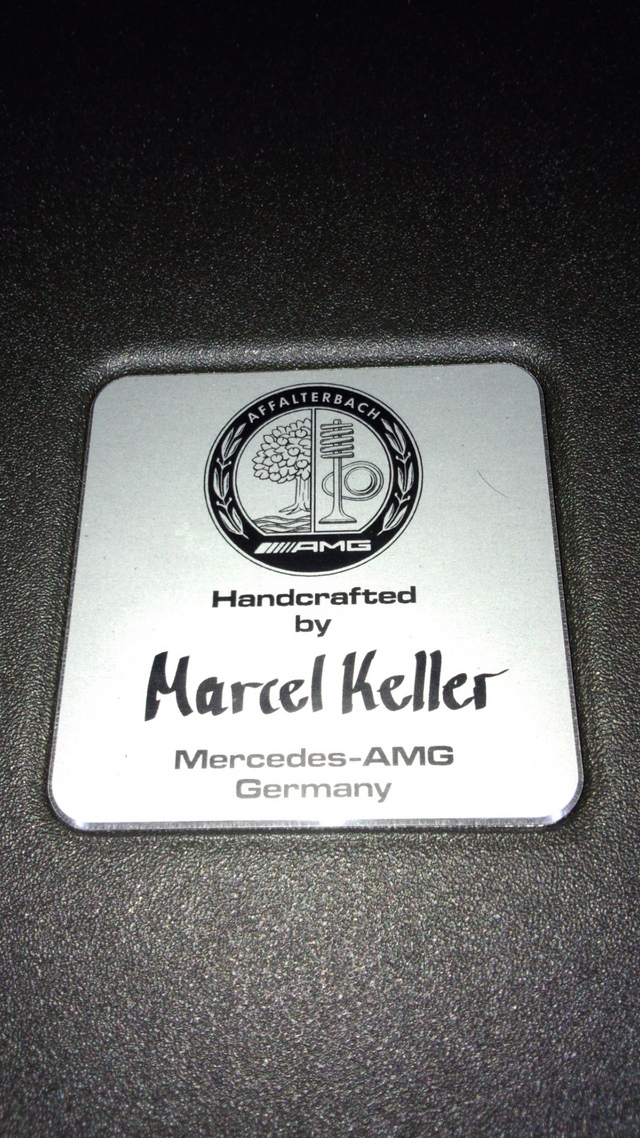 AFFALTERBACH
AMG
Handcrafted
by
Marcel Keller
Mercedes-AMG
Germany